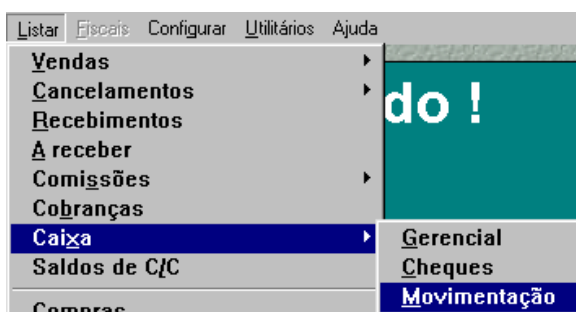 Listar Fiscais Configurar Utilitários Ajuda
Vendas
Cancelamentos
do !
Recebimentos
A receber
Comissões
Cobranças
Caixa
Gerencial
Saldos de C/C
Cheques
Compras
Movimentação